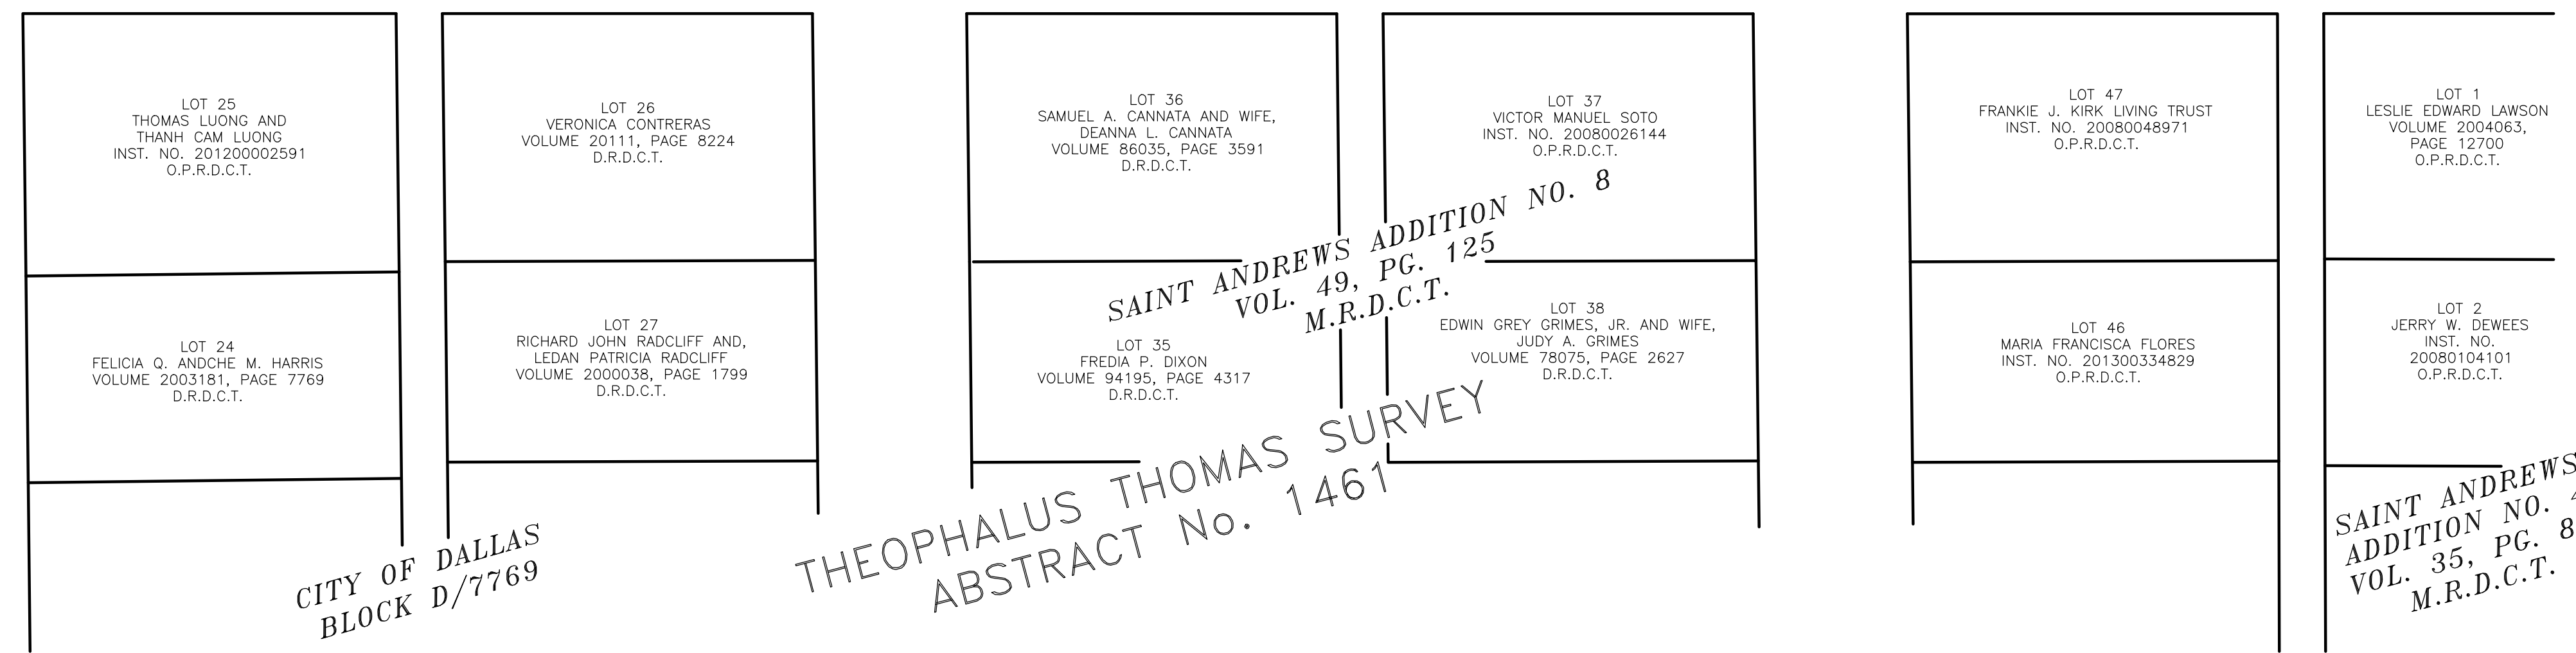 LOT 25
THOMAS LUONG AND
THANH CAM LUONG
INST. NO. 201200002591
O.P.R.D.C.T.
LOT 26
VERONICA CONTRERAS
VOLUME 20111, PAGE 8224
D.R.D.C.T.
LOT 36
SAMUEL A. CANNATA AND WIFE,
DEANNA L. CANNATA
VOLUME 86035, PAGE 3591
D.R.D.C.T.
LOT 37
VICTOR MANUEL SOTO
INST. NO. 20080026144
O.P.R.D.C.T.
LOT 47
FRANKIE J. KIRK LIVING TRUST
INST. NO. 20080048971
O.P.R.D.C.T.
LOT 1
LESLIE EDWARD LAWSON
VOLUME 2004063,
PAGE 12700
O.P.R.D.C.T.
SAINT ANDREWS ADDITION NO. 8
VOL. 49, PG. 125
M.R.D.C.T.
LOT 24
FELICIA Q. ANDCHE M. HARRIS
VOLUME 2003181, PAGE 7769
D.R.D.C.T.
LOT 27
RICHARD JOHN RADCLIFF AND,
LEDAN PATRICIA RADCLIFF
VOLUME 2000038, PAGE 1799
D.R.D.C.T.
LOT 35
FREDIA P. DIXON
VOLUME 94195, PAGE 4317
D.R.D.C.T.
LOT 38
EDWIN GREY GRIMES, JR. AND WIFE,
JUDY A. GRIMES
VOLUME 78075, PAGE 2627
D.R.D.C.T.
LOT 46
MARIA FRANCISCA FLORES
INST. NO. 201300334829
O.P.R.D.C.T.
LOT 2
JERRY W. DEWEES
INST. NO.
20080104101
O.P.R.D.C.T.
THEOPHALUS THOMAS SURVEY
ABSTRACT No. 1461
CITY OF DALLAS
BLOCK D/7769
SAINT ANDREWS
ADDITION NO.
VOL. 35, PG.
M.R.D.C.T.